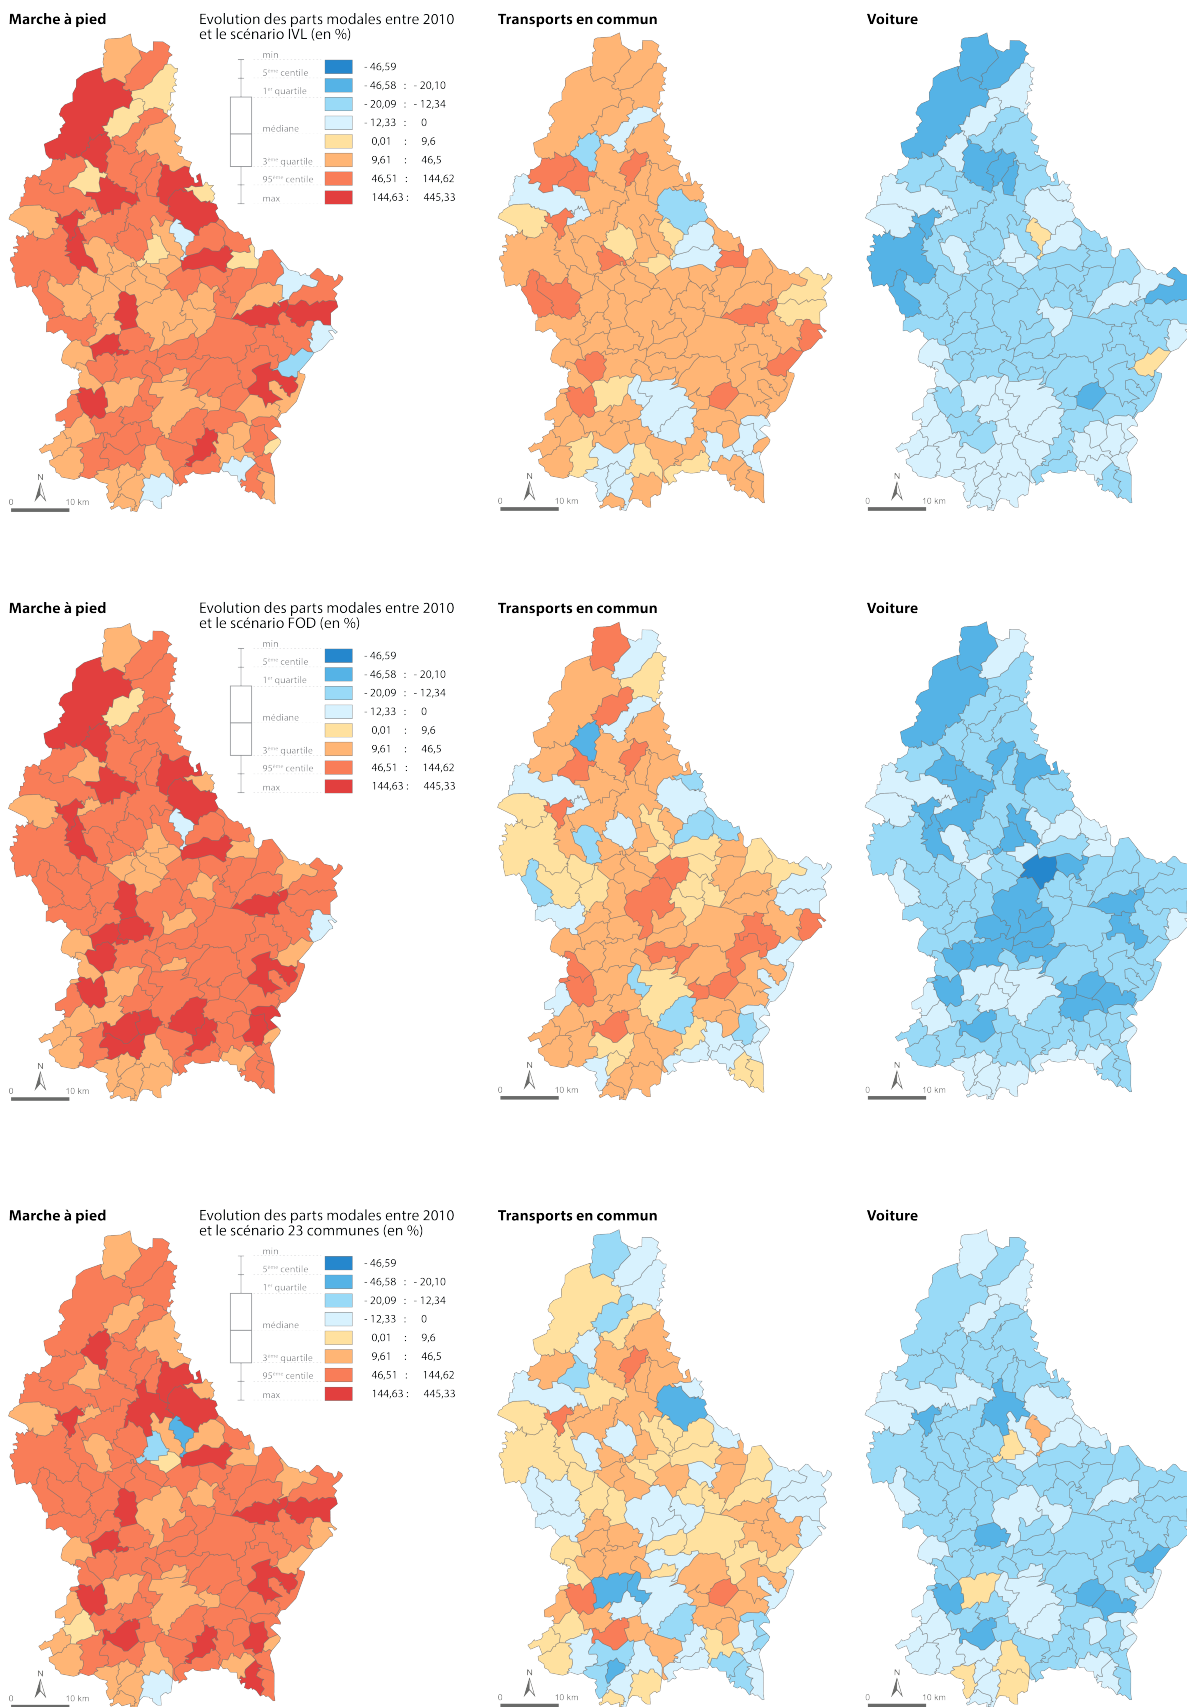 Marche à pied
Evolution des parts modales entre 2010
et le scénario IVL (en %)
min
5ème centile
1er quartile
médiane
3ème quartile
95ème centile
max
- 46,59
- 46,58 : - 20,10
- 20,09 : - 12,34
- 12,33 : 0
0,01 : 9,6
9,61 : 46,5
46,51 : 144,62
144,63 : 445,33
N
0 10 km
Transports en commun
N
0 10 km
Voiture
N
0 10 km
Marche à pied
Evolution des parts modales entre 2010
et le scénario FOD (en %)
min
5ème centile
1er quartile
médiane
3ème quartile
95ème centile
max
- 46,59
- 46,58 : - 20,10
- 20,09 : - 12,34
- 12,33 : 0
0,01 : 9,6
9,61 : 46,5
46,51 : 144,62
144,63 : 445,33
N
0 10 km
Transports en commun
N
0 10 km
Voiture
N
0 10 km
Marche à pied
Evolution des parts modales entre 2010
et le scénario 23 communes (en %)
min
5ème centile
1er quartile
médiane
3ème quartile
95ème centile
max
- 46,59
- 46,58 : - 20,10
- 20,09 : - 12,34
- 12,33 : 0
0,01 : 9,6
9,61 : 46,5
46,51 : 144,62
144,63 : 445,33
N
0 10 km
Transports en commun
N
0 10 km
Voiture
N
0 10 km